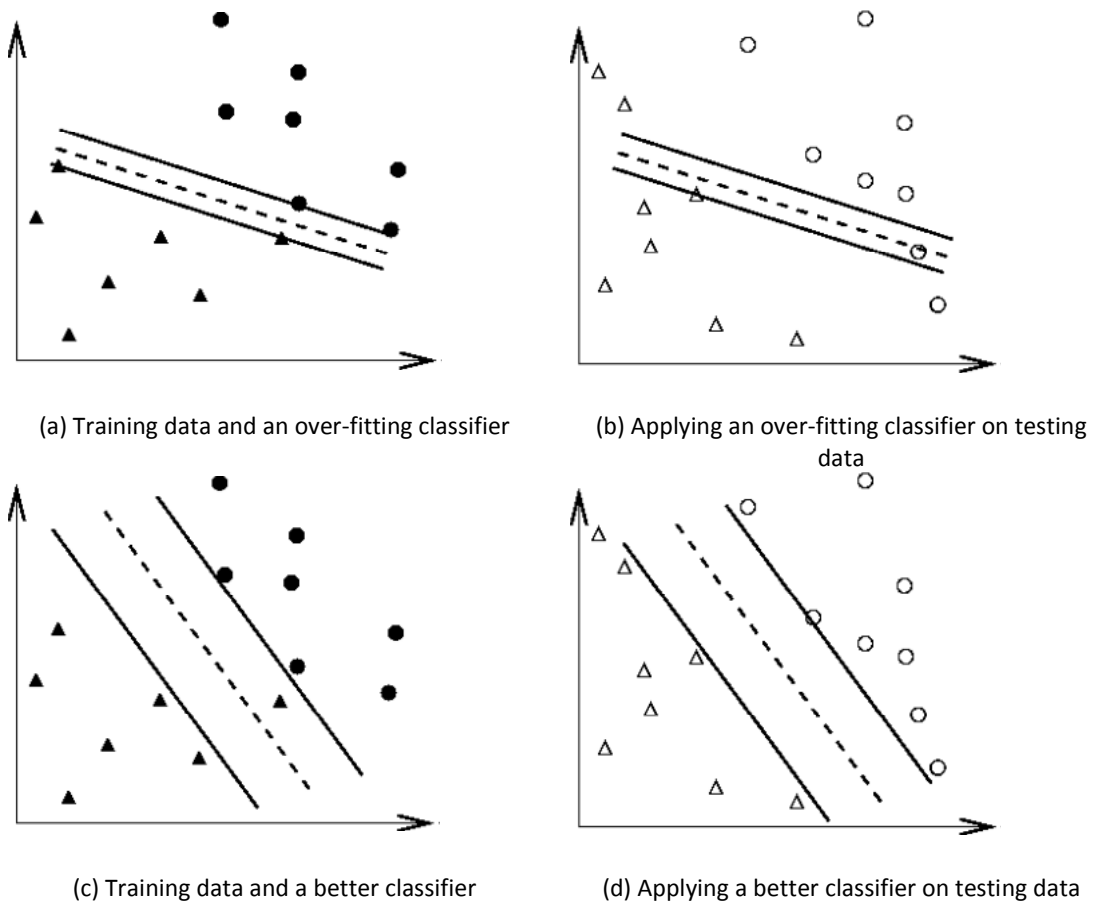 (a) Training data and an over-fitting classifier
(b) Applying an over-fitting classifier on testing
data
(c) Training data and a better classifier
(d) Applying a better classifier on testing data